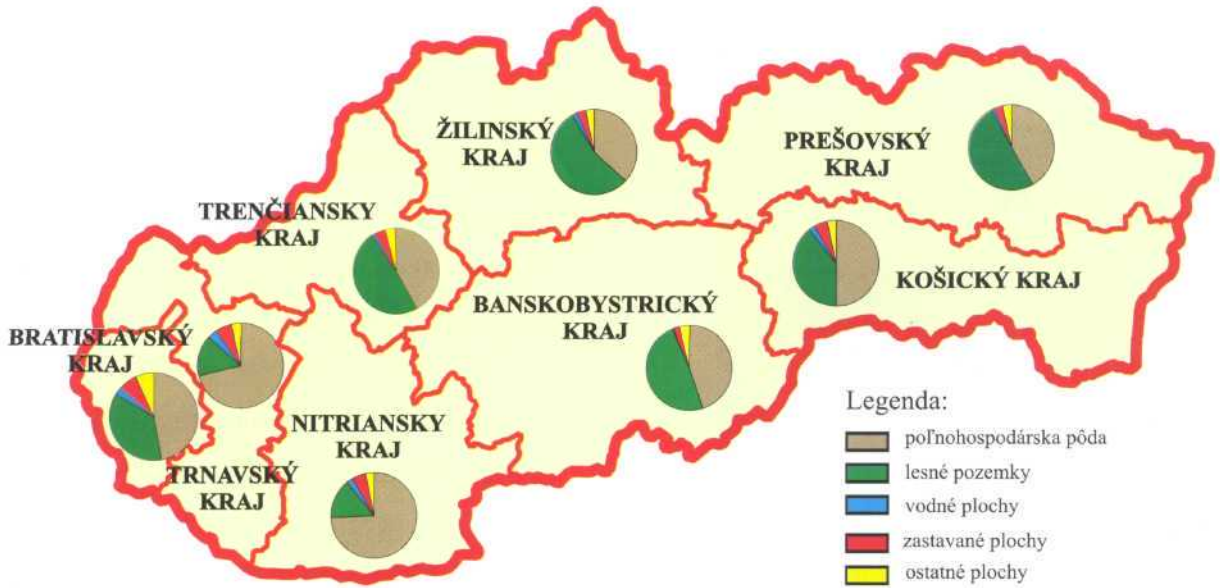 ŽILINSKÝ
KRAJ
PREŠOVSKÝ
KRAJ
TRENČIANSKY
KRAJ
KOŠICKÝ KRAJ
BANSKOBYSTRICKÝ
KRAJ
BRATISLAVSKÝ
KRAJ
NITRIANSKY
KRAJ
TRNAVSKÝ
KRAJ
Legenda:
poľnohospodárska pôda
lesné pozemky
vodné plochy
zastavané plochy
ostatné plochy